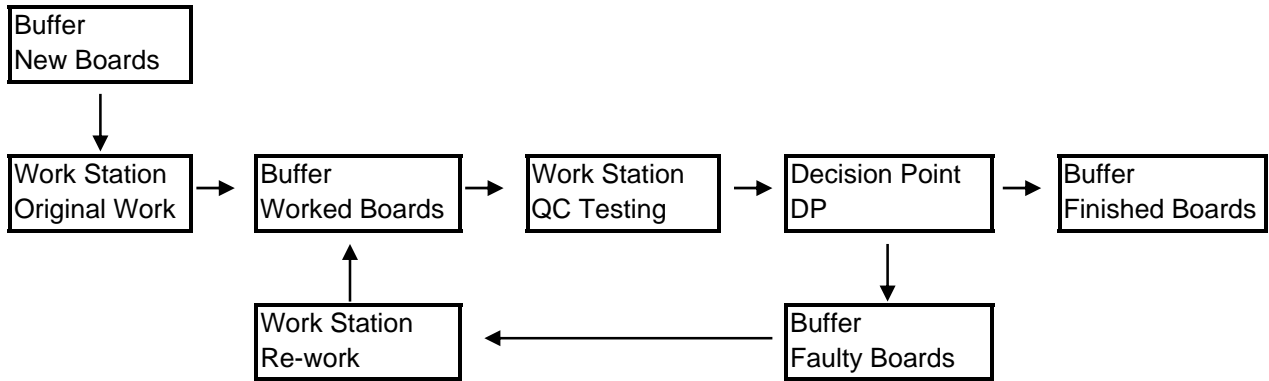 Buffer
New Boards
Work Station
Original Work
Buffer
Worked Boards
Work Station
QC Testing
Decision Point
DP
Buffer
Finished Boards
Work Station
Re-work
Buffer
Faulty Boards